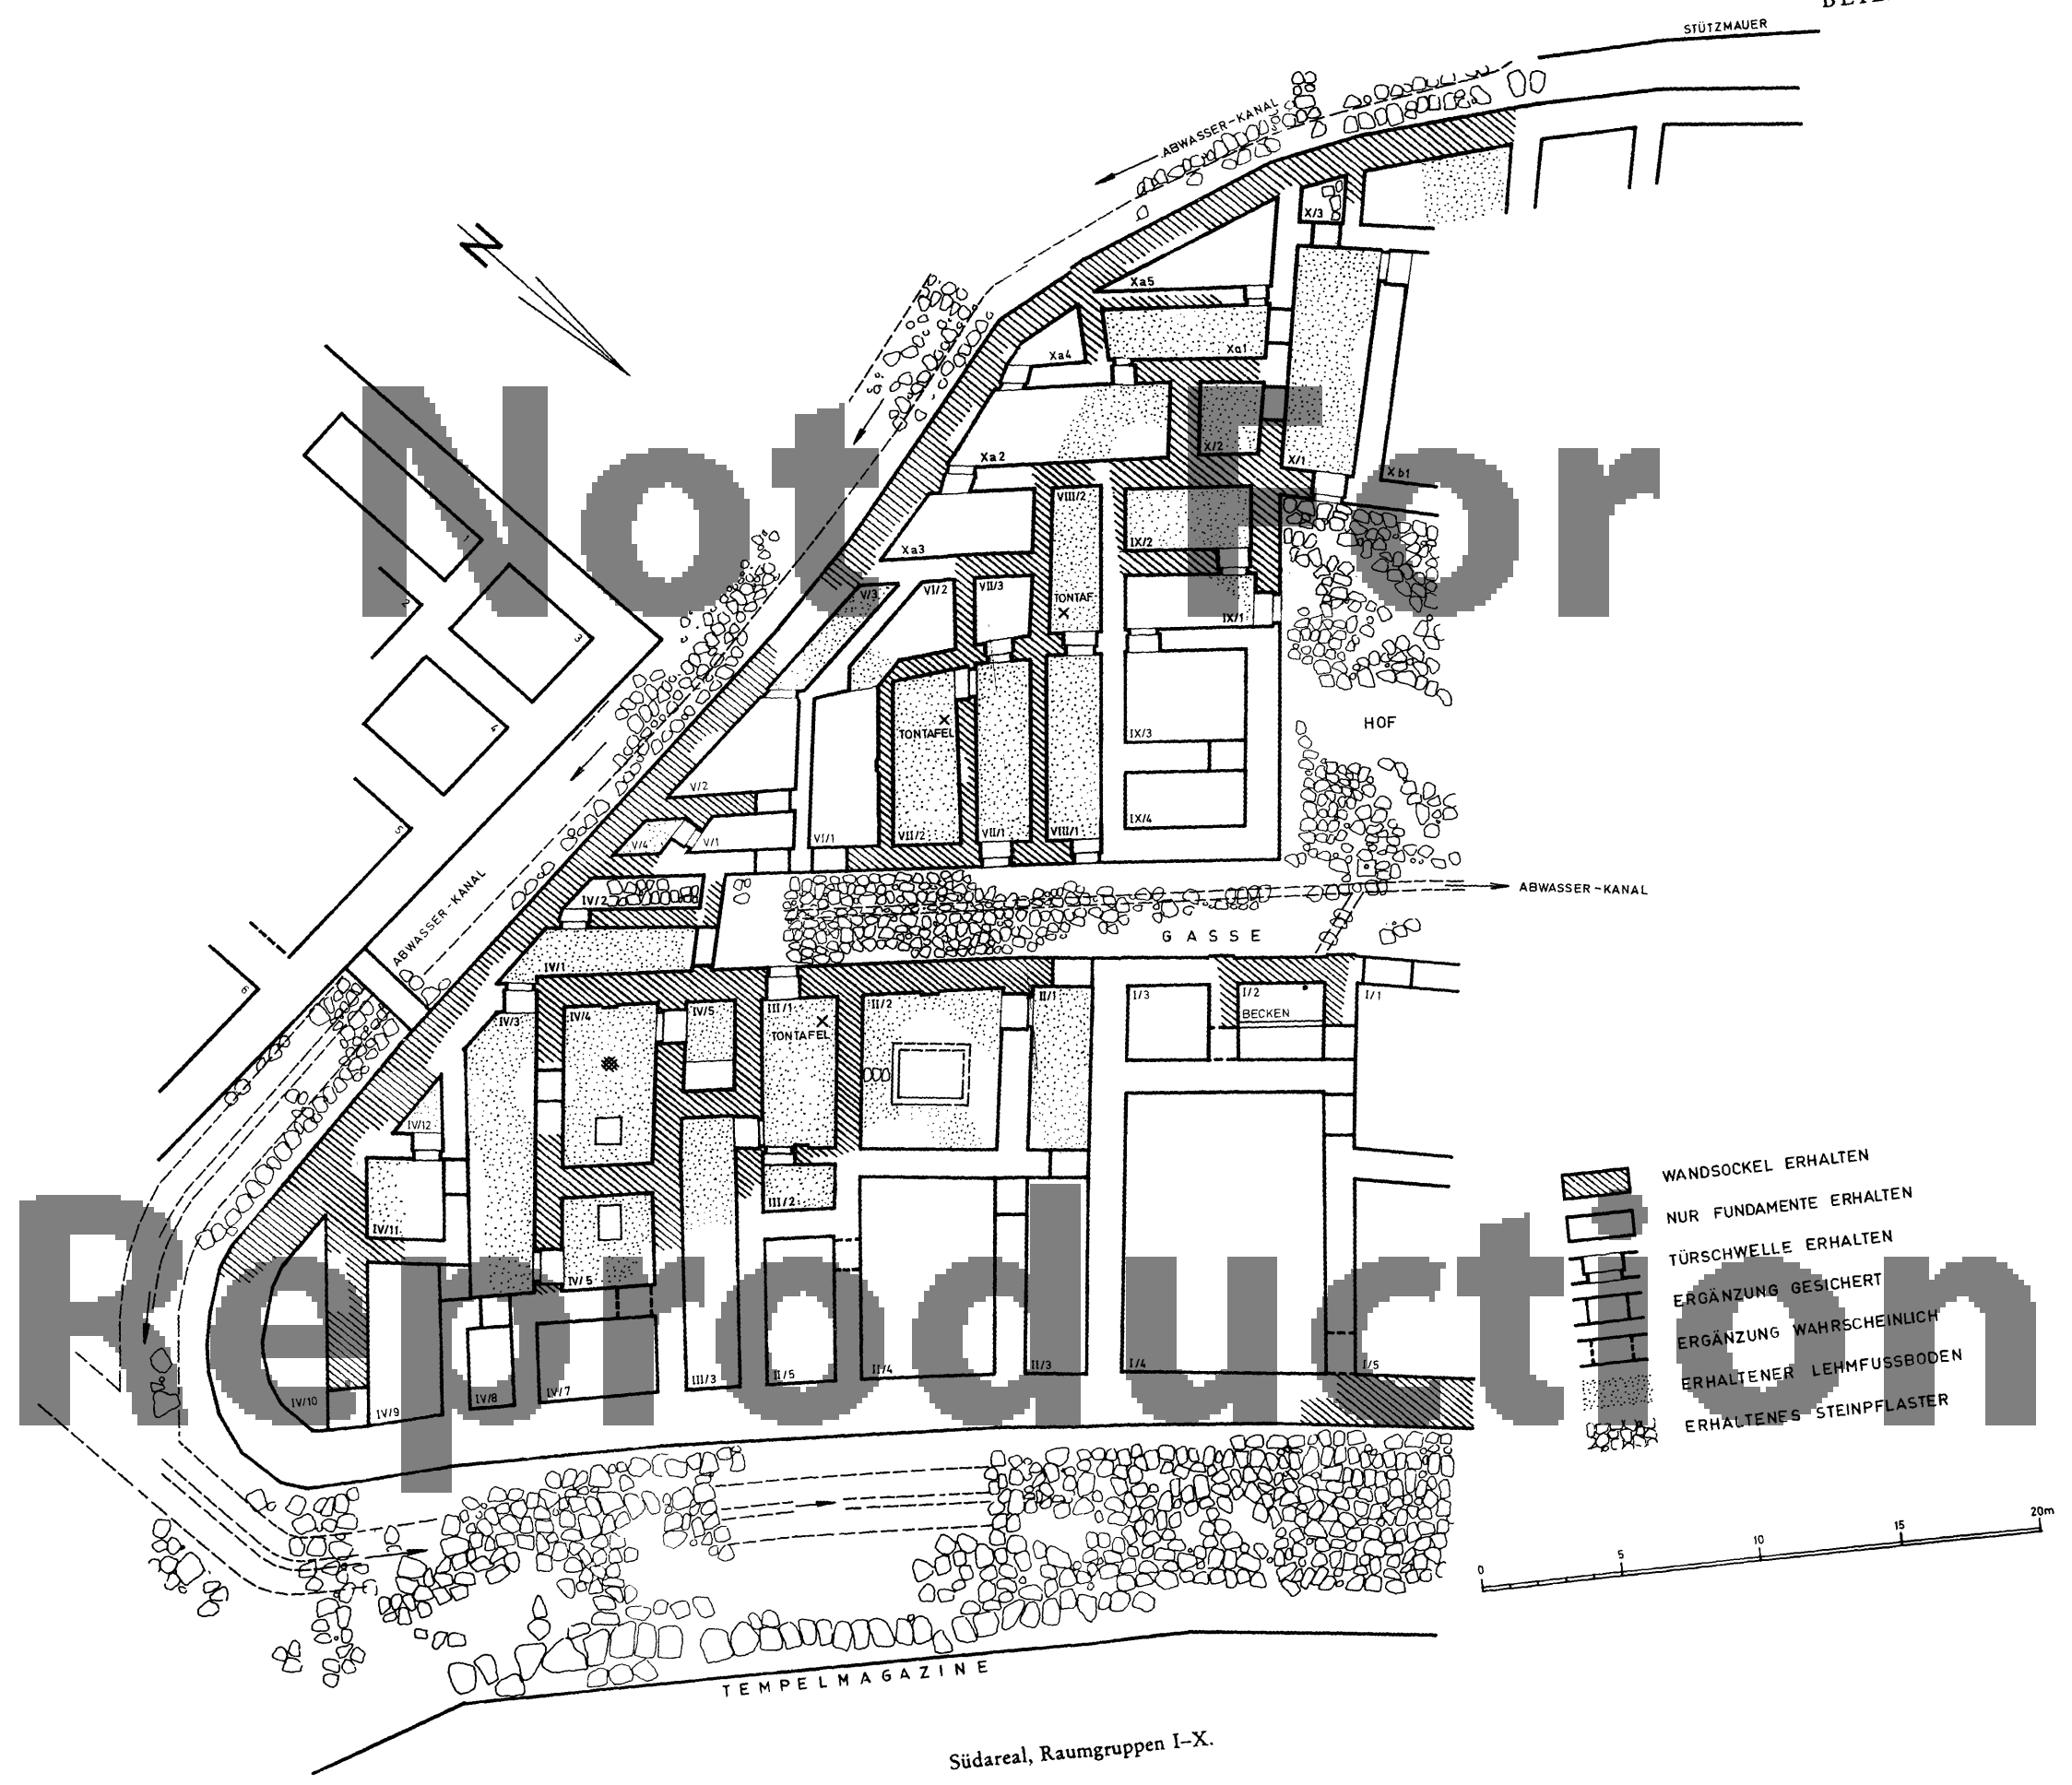 STÜTZMAUER
ABWASSER-KANAL
N
X/3
Xa5
Xa4
Xa1
Xa2
X/2
X/1
Xb1
VIII/2
IX/2
Xa3
V/3
VI/2
VII/3
TONTAF
IX/1
1
2
3
4
5
6
TONTAFEL
IX/3
HOF
V/2
V/4
V/1
VI/1
VII/2
VII/1
VIII/1
IX/4
ABWASSER-KANAL
ABWASSER-KANAL
IV/2
GASSE
IV/1
IV/3
IV/4
IV/5
III/1
TONTAFEL
II/2
II/1
I/3
I/2
BECKEN
I/1
IV/12
IV/11
III/2
IV/5
IV/10
IV/9
IV/8
IV/7
III/3
II/5
II/4
II/3
I/4
I/5
WANDSOCKEL ERHALTEN
NUR FUNDAMENTE ERHALTEN
TÜRSCHWELLE ERHALTEN
ERGÄNZUNG GESICHERT
ERGÄNZUNG WAHRSCHEINLICH
ERHALTENER LEHMFUSSBODEN
ERHALTENES STEINPFLASTER
0 5 10 15 20m
TEMPELMAGAZINE
Südareal, Raumgruppen I–X.
Not For
Reproduction